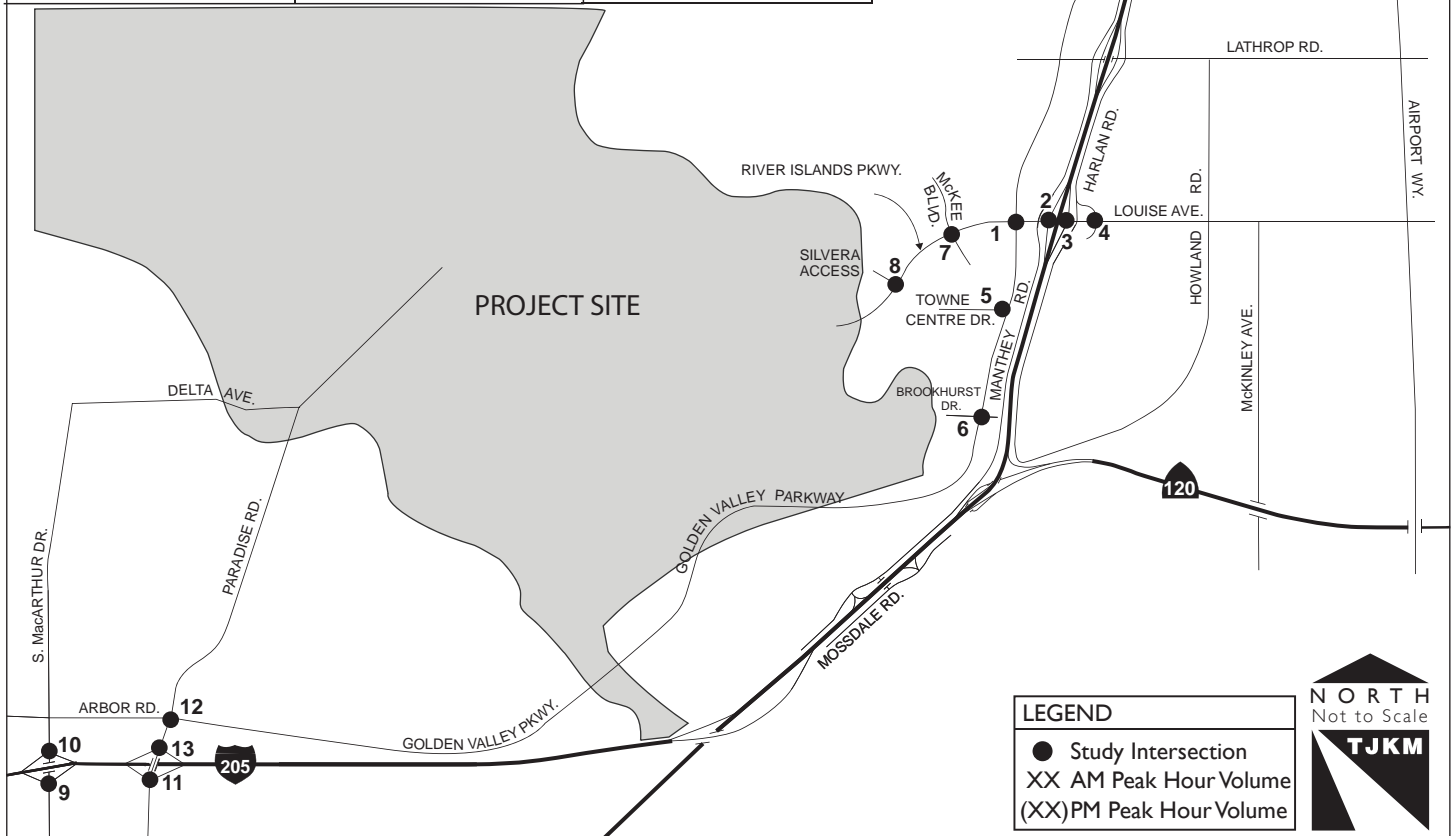 LATHROP RD.
HARLAN RD.
AIRPORT WY.
RIVER ISLANDS PKWY.
McKEE
BLVD.
RD.
2
LOUISE AVE.
1
3
4
7
SILVERA
ACCESS
8
HOWLAND
PROJECT SITE
TOWNE
CENTRE DR.
5
RD.
MANTHEY
McKINLEY AVE.
DELTA AVE.
BROOKHURST
DR.
6
120
GOLDEN VALLEY PARKWAY
S. MacARTHUR DR.
PARADISE RD.
MOSSDALE RD.
ARBOR RD.
12
GOLDEN VALLEY PKWY.
10
13
205
9
11
LEGEND
Study Intersection
XX AM Peak Hour Volume
(XX) PM Peak Hour Volume
NORTH
Not to Scale
TJKM